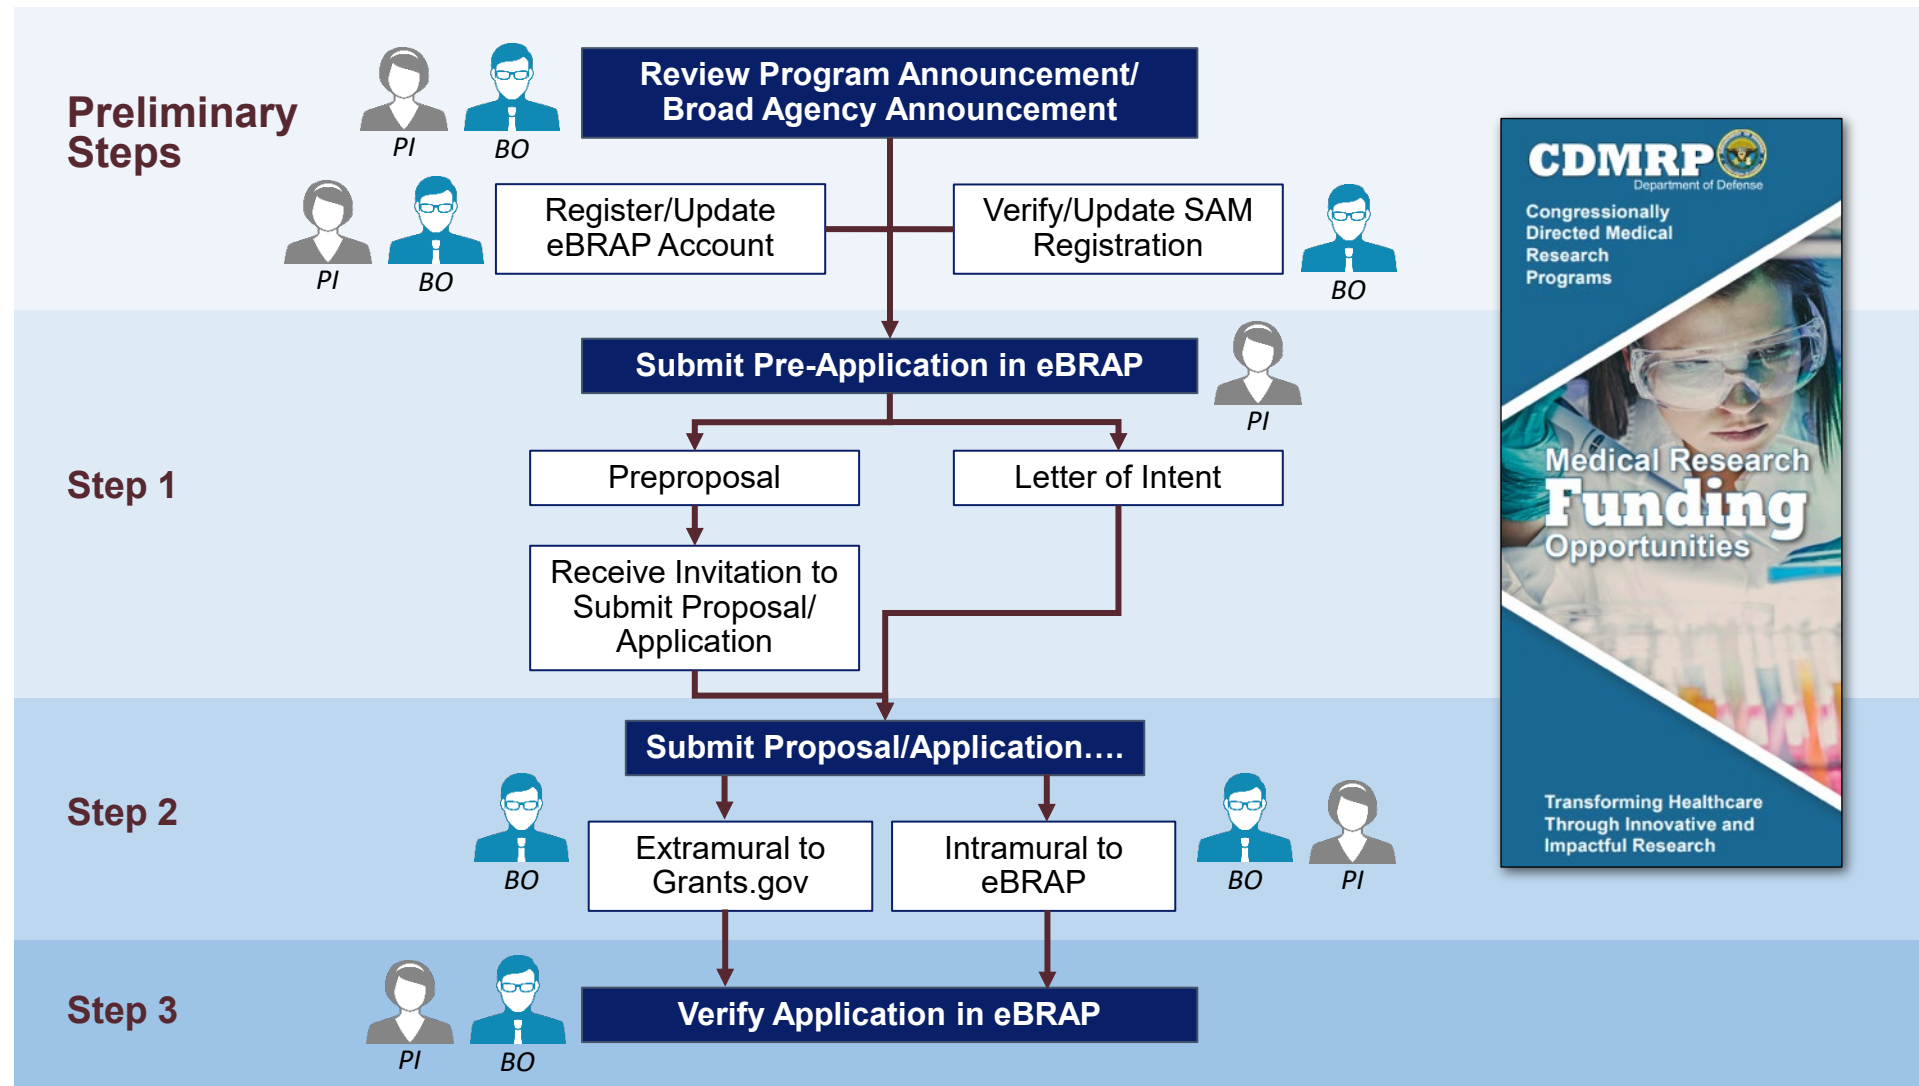 Preliminary
Steps
PI
BO
Review Program Announcement/
Broad Agency Announcement
PI
BO
Register/Update
eBRAP Account
Verify/Update SAM
Registration
BO
Step 1
Submit Pre-Application in eBRAP
PI
Preproposal
Letter of Intent
Receive Invitation to
Submit Proposal/
Application
Step 2
Submit Proposal/Application....
BO
Extramural to
Grants.gov
Intramural to
eBRAP
BO
PI
Step 3
PI
BO
Verify Application in eBRAP
CDMRP
Department of Defense
Congressionally
Directed Medical
Research
Programs
Medical Research
Funding
Opportunities
Transforming Healthcare
Through Innovative and
Impactful Research